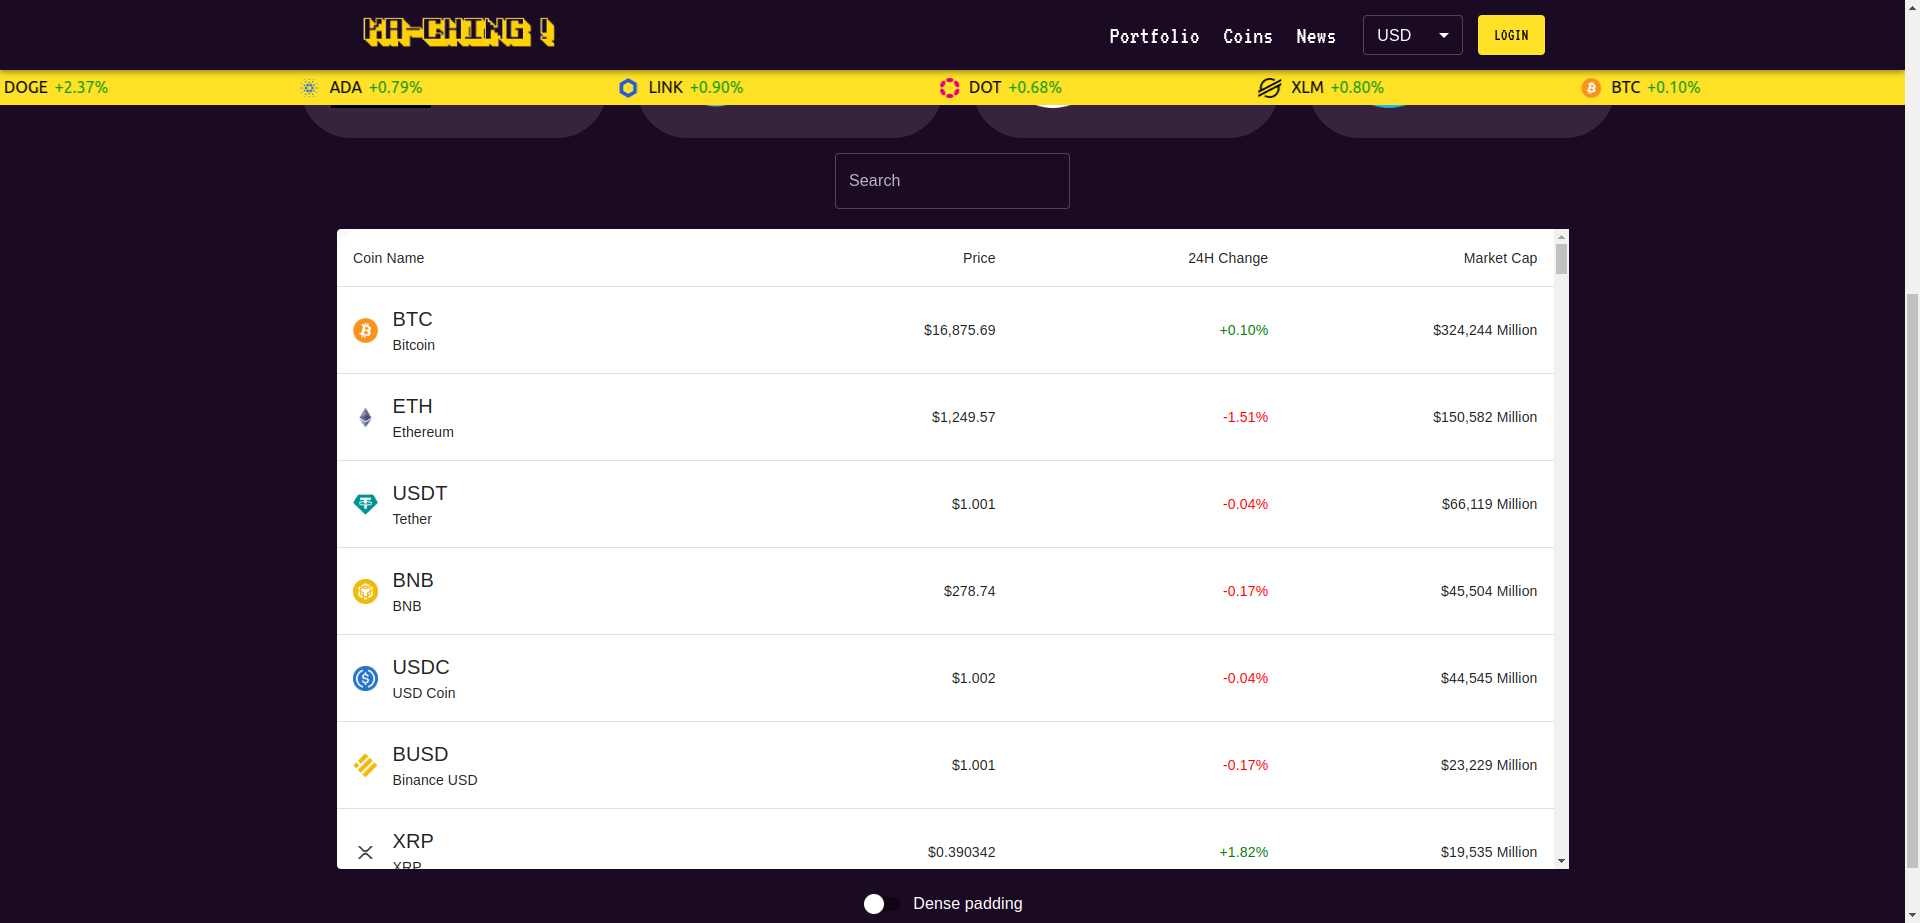 KA-CHING !
Portfolio Coins News USD LOGIN
DOGE +2.37% ADA +0.79% LINK +0.90% DOT +0.68% XLM +0.80% BTC +0.10%
Search
Coin Name Price 24H Change Market Cap
BTC
Bitcoin
$16,875.69 +0.10% $324,244 Million
ETH
Ethereum
$1,249.57 -1.51% $150,582 Million
USDT
Tether
$1.001 -0.04% $66,119 Million
BNB
BNB
$278.74 -0.17% $45,504 Million
USDC
USD Coin
$1.002 -0.04% $44,545 Million
BUSD
Binance USD
$1.001 -0.17% $23,229 Million
XRP
XRP
$0.390342 +1.82% $19,535 Million
Dense padding